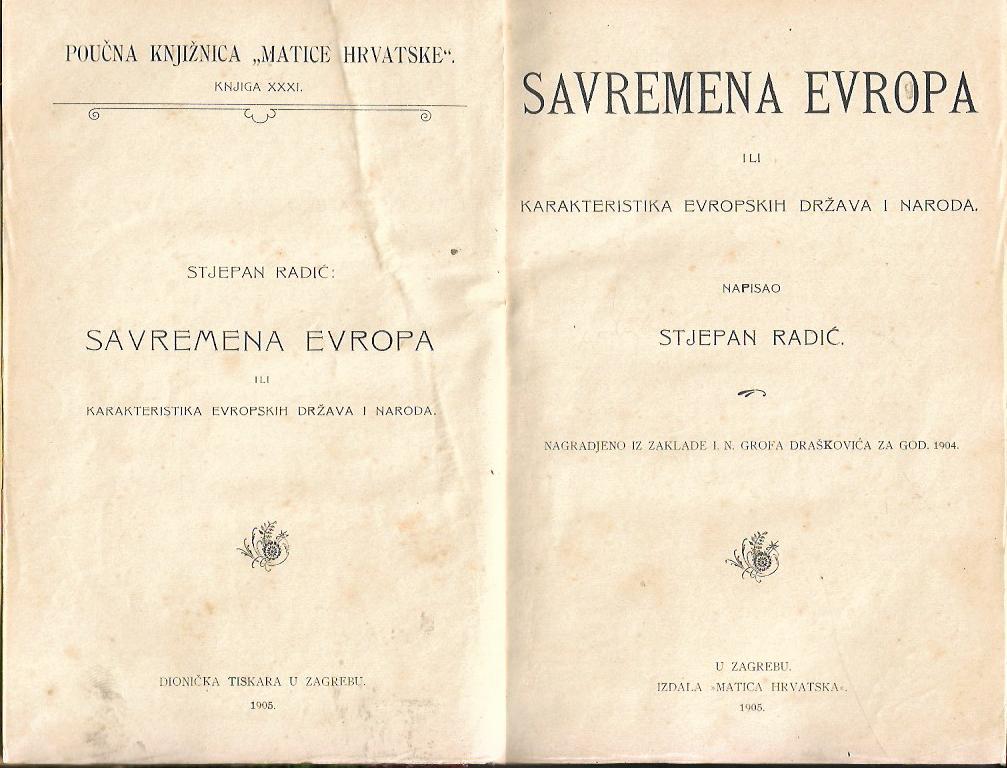 POUČNA KNJIŽNICA „MATICE HRVATSKE“.
KNJIGA XXXI.
STJEPAN RADIĆ:
SAVREMENA EVROPA
ILI
KARAKTERISTIKA EVROPSKIH DRŽAVA I NARODA.
DIONIČKA TISKARA U ZAGREBU.
1905.
SAVREMENA EVROPA
ILI
KARAKTERISTIKA EVROPSKIH DRŽAVA I NARODA.
NAPISAO
STJEPAN RADIĆ.
NAGRADJENO IZ ZAKLADE I. N. GROFA DRAŠKOVIĆA ZA GOD. 1904.
U ZAGREBU.
IZDALA »MATICA HRVATSKA«.
1905.